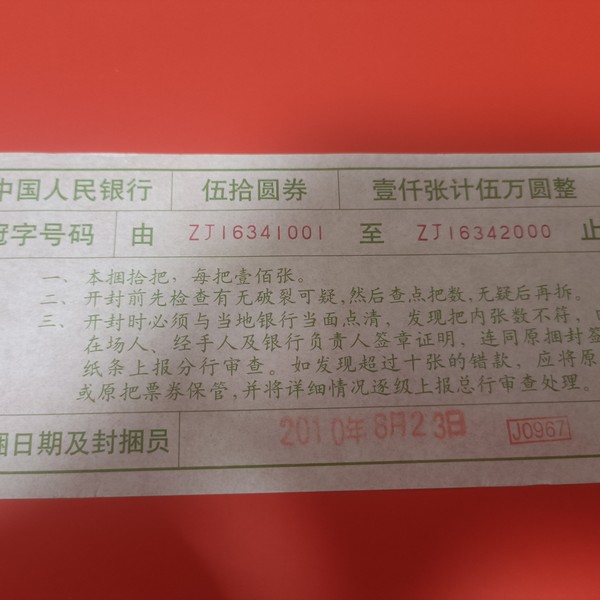 中国人民银行 伍拾圆券 壹仟张计伍万圆整
冠字号码 由 ZJ16341001 至 ZJ16342000 止
一、本捆拾把，每把壹佰张。
二、开封前先检查有无破裂可疑，然后查点把数，无疑后再拆。
三、开封时必须与当地银行当面点清，发现把内张数不符，由
在场人、经手人及银行负责人签章证明，连同原捆封签
纸条上报分行审查。如发现超过十张的错款，应将原
或原把票券保管，并将详细情况逐级上报总行审查处理。
捆日期及封捆员 2010年8月23日 J0967